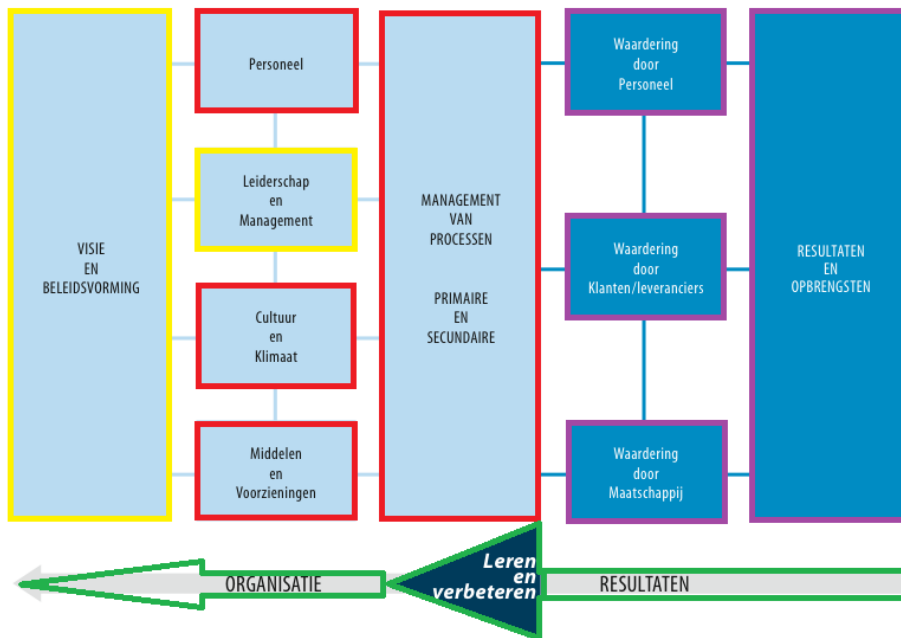 VISIE
EN
BELEIDSVORMING
Personeel
Leiderschap
en
Management
Cultuur
en
Klimaat
Middelen
en
Voorzieningen
MANAGEMENT
VAN
PROCESSEN
PRIMAIRE
EN
SECUNDAIRE
Waardering
door
Personeel
Waardering
door
Klanten/leveranciers
Waardering
door
Maatschappij
RESULTATEN
EN
OPBRENGSTEN
ORGANISATIE
Leren
en
verbeteren
RESULTATEN